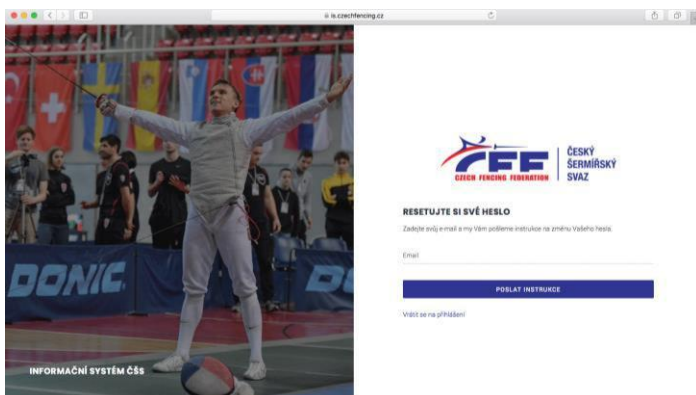 is.czechfencing.cz
DONIC
INFORMAČNÍ SYSTÉM ČŠS
CFF
CZECH FENCING FEDERATION
ČESKÝ
ŠERMÍŘSKÝ
SVAZ
RESETUJTE SI SVÉ HESLO
Zadejte svůj e-mail a my Vám pošleme instrukce na změnu Vašeho hesla.
Email
POSLAT INSTRUKCE
Vrátit se na přihlášení